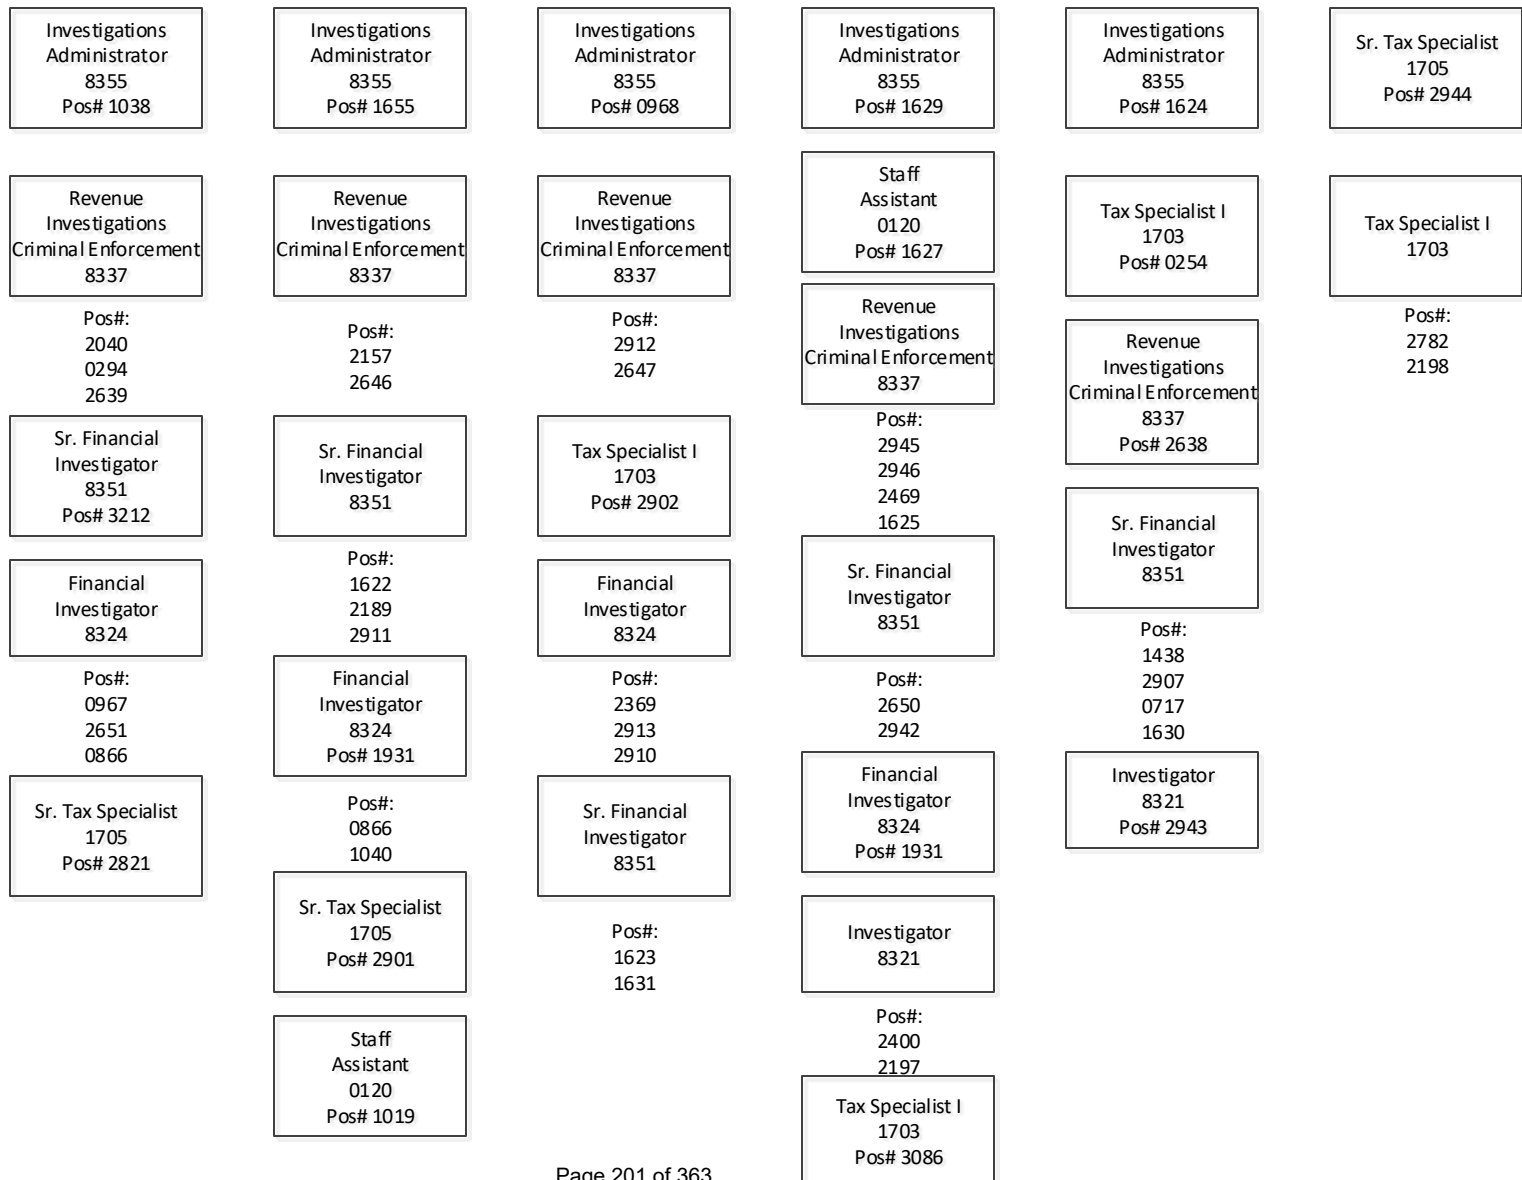 Investigations
Administrator
8355
Pos# 1038
Revenue
Investigations
Criminal Enforcement
8337
Pos#:
2040
0294
2639
Sr. Financial
Investigator
8351
Pos# 3212
Financial
Investigator
8324
Pos#:
0967
2651
0866
Sr. Tax Specialist
1705
Pos# 2821
Investigations
Administrator
8355
Pos# 1655
Revenue
Investigations
Criminal Enforcement
8337
Pos#:
2157
2646
Sr. Financial
Investigator
8351
Pos#:
1622
2189
2911
Financial
Investigator
8324
Pos# 1931
Pos#:
0866
1040
Sr. Tax Specialist
1705
Pos# 2901
Staff
Assistant
0120
Pos# 1019
Investigations
Administrator
8355
Pos# 0968
Revenue
Investigations
Criminal Enforcement
8337
Pos#:
2912
2647
Tax Specialist I
1703
Pos# 2902
Financial
Investigator
8324
Pos#:
2369
2913
2910
Sr. Financial
Investigator
8351
Pos#:
1623
1631
Investigations
Administrator
8355
Pos# 1629
Staff
Assistant
0120
Pos# 1627
Revenue
Investigations
Criminal Enforcement
8337
Pos#:
2945
2946
2469
1625
Sr. Financial
Investigator
8351
Pos#:
2650
2942
Financial
Investigator
8324
Pos# 1931
Investigator
8321
Pos#:
2400
2197
Tax Specialist I
1703
Pos# 3086
Investigations
Administrator
8355
Pos# 1624
Tax Specialist I
1703
Pos# 0254
Revenue
Investigations
Criminal Enforcement
8337
Pos# 2638
Sr. Financial
Investigator
8351
Pos#:
1438
2907
0717
1630
Investigator
8321
Pos# 2943
Sr. Tax Specialist
1705
Pos# 2944
Tax Specialist I
1703
Pos#:
2782
2198
Page 201 of 363